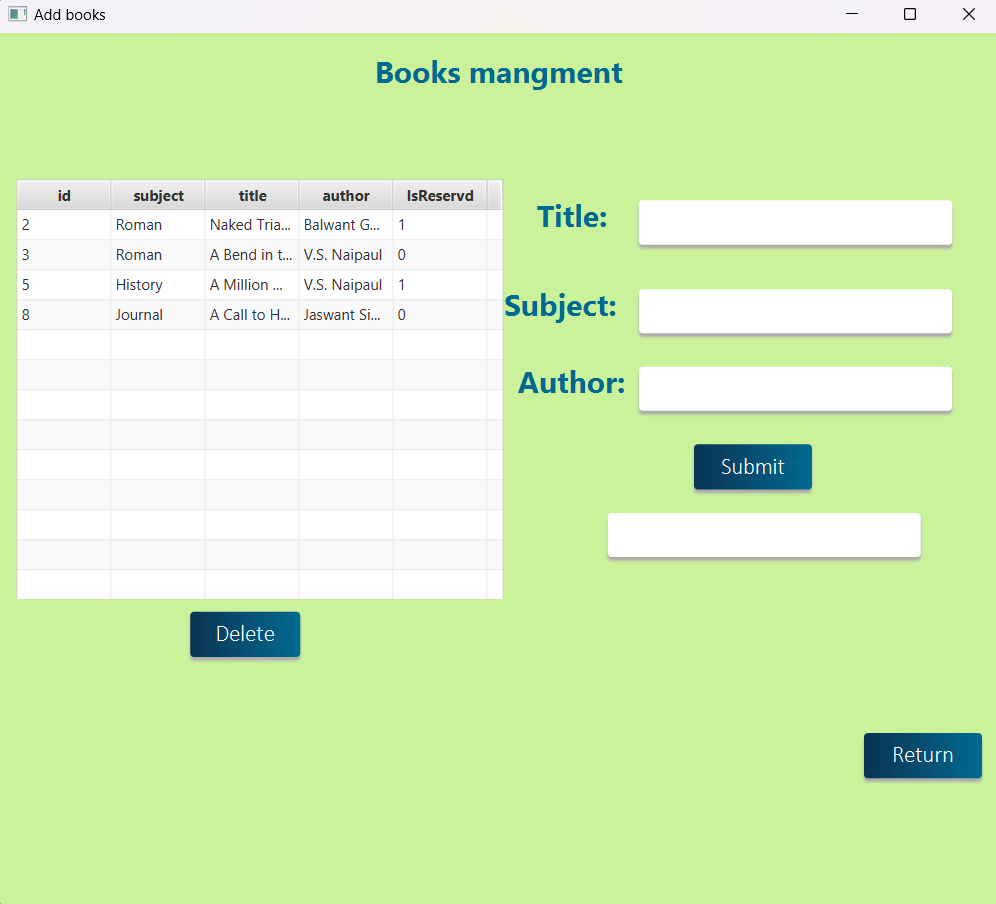 Add books
Books mangment
id subject title author IsReservd
2 Roman Naked Tria... Balwant G... 1
3 Roman A Bend in t... V.S. Naipaul 0
5 History A Million ... V.S. Naipaul 1
8 Journal A Call to H... Jaswant Si... 0
Title:
Subject:
Author:
Submit
Delete
Return